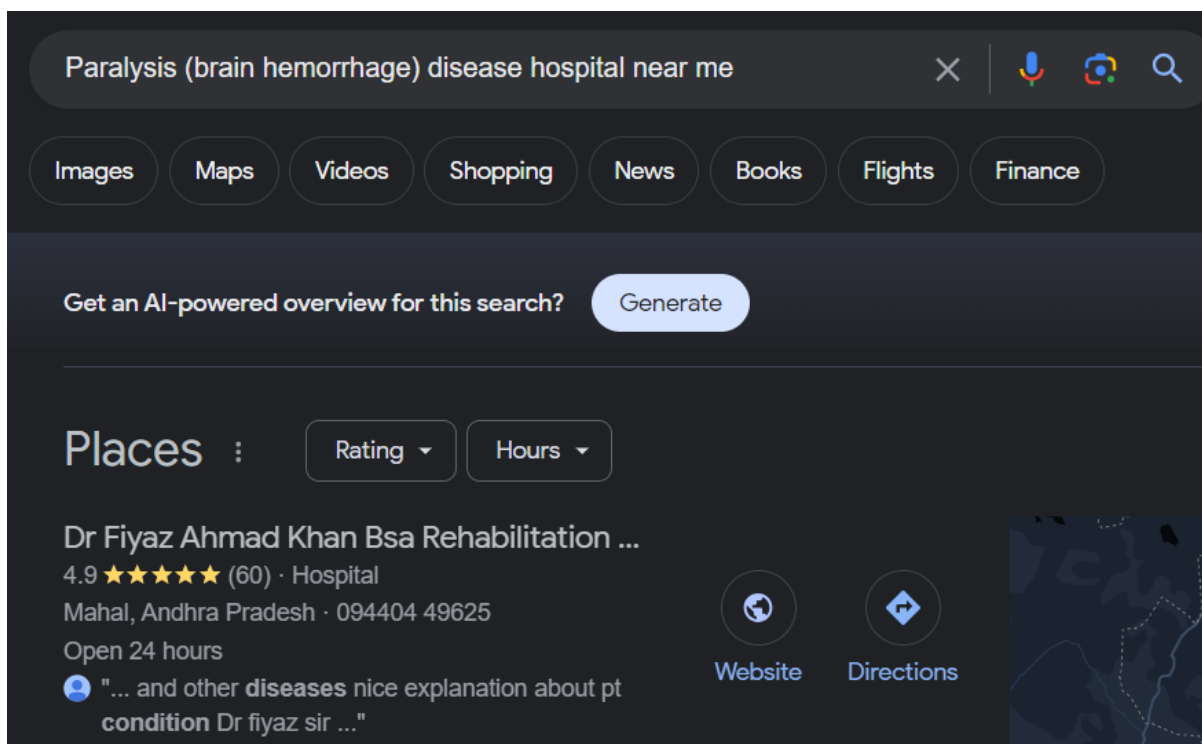 Paralysis (brain hemorrhage) disease hospital near me
Images Maps Videos Shopping News Books Flights Finance
Get an AI-powered overview for this search? Generate
Places Rating Hours
Dr Fiyaz Ahmad Khan Bsa Rehabilitation ...
4.9 (60) · Hospital
Mahal, Andhra Pradesh · 094404 49625
Open 24 hours
Website Directions
"... and other diseases nice explanation about pt
condition Dr fiyaz sir ..."